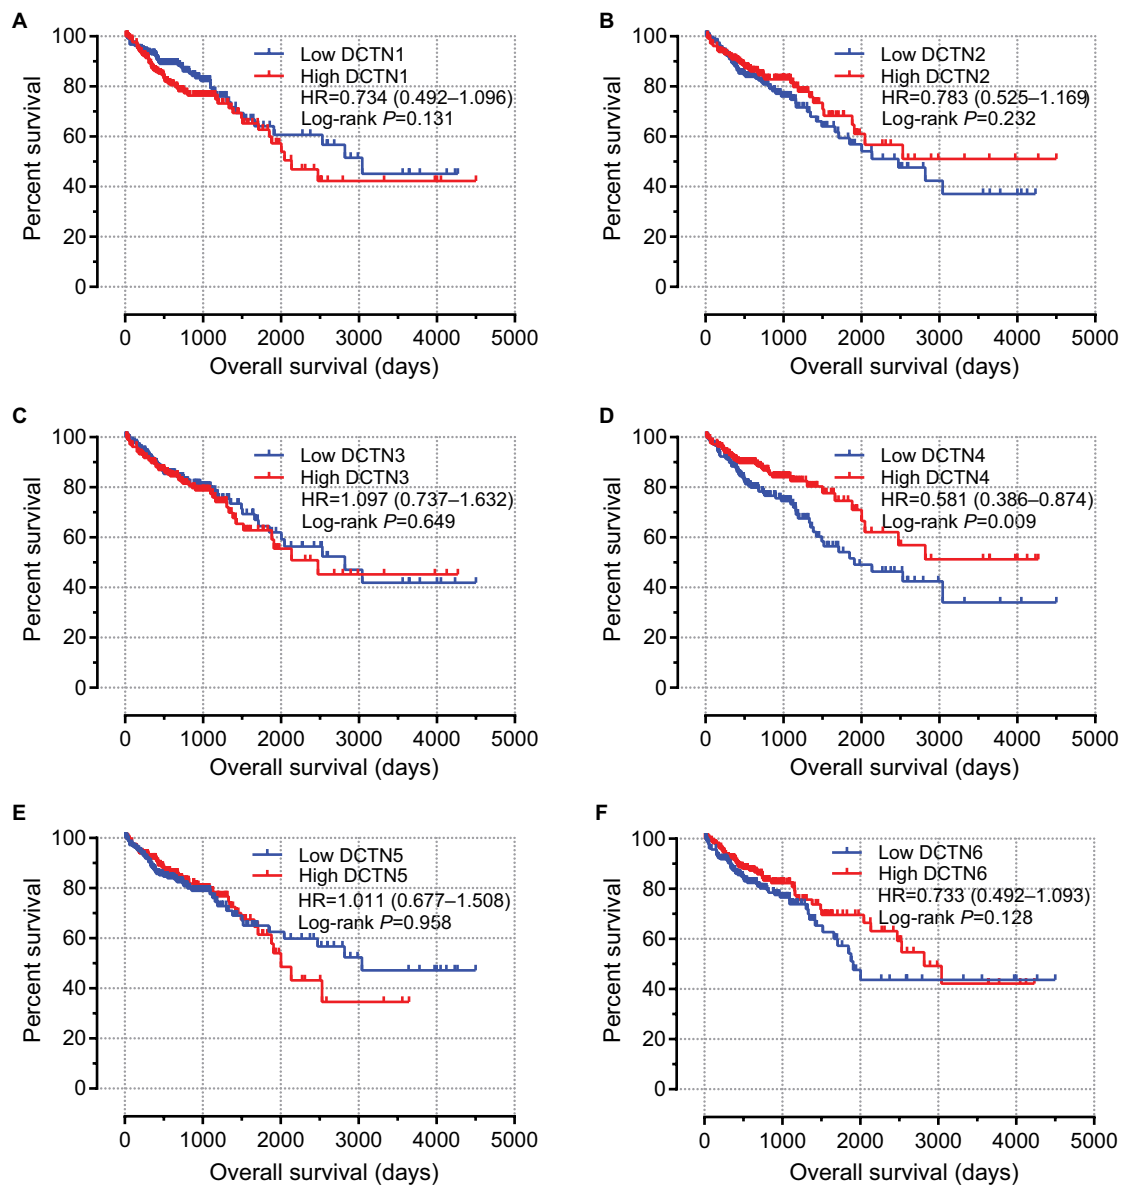 A
100
80
60
40
20
0
Percent survival
Low DCTN1
High DCTN1
HR=0.734 (0.492–1.096)
Log-rank P=0.131
0 1000 2000 3000 4000 5000
Overall survival (days)
B
100
80
60
40
20
0
Percent survival
Low DCTN2
High DCTN2
HR=0.783 (0.525–1.169)
Log-rank P=0.232
0 1000 2000 3000 4000 5000
Overall survival (days)
C
100
80
60
40
20
0
Percent survival
Low DCTN3
High DCTN3
HR=1.097 (0.737–1.632)
Log-rank P=0.649
0 1000 2000 3000 4000 5000
Overall survival (days)
D
100
80
60
40
20
0
Percent survival
Low DCTN4
High DCTN4
HR=0.581 (0.386–0.874)
Log-rank P=0.009
0 1000 2000 3000 4000 5000
Overall survival (days)
E
100
80
60
40
20
0
Percent survival
Low DCTN5
High DCTN5
HR=1.011 (0.677–1.508)
Log-rank P=0.958
0 1000 2000 3000 4000 5000
Overall survival (days)
F
100
80
60
40
20
0
Percent survival
Low DCTN6
High DCTN6
HR=0.733 (0.492–1.093)
Log-rank P=0.128
0 1000 2000 3000 4000 5000
Overall survival (days)